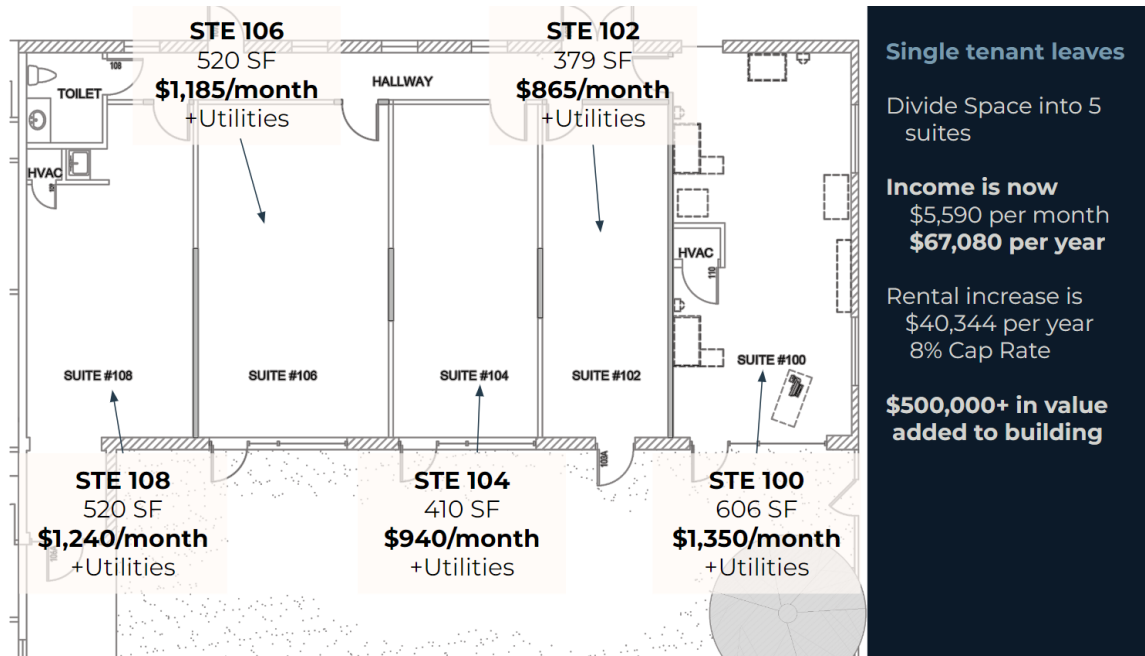 STE 106
520 SF
$1,185/month
+Utilities
STE 102
379 SF
$865/month
+Utilities
108
TOILET
HALLWAY
HVAC
HVAC
110
SUITE #108
SUITE #106
SUITE #104
SUITE #102
SUITE #100
103A
STE 108
520 SF
$1,240/month
+Utilities
STE 104
410 SF
$940/month
+Utilities
STE 100
606 SF
$1,350/month
+Utilities
Single tenant leaves
Divide Space into 5
suites
Income is now
$5,590 per month
$67,080 per year
Rental increase is
$40,344 per year
8% Cap Rate
$500,000+ in value
added to building